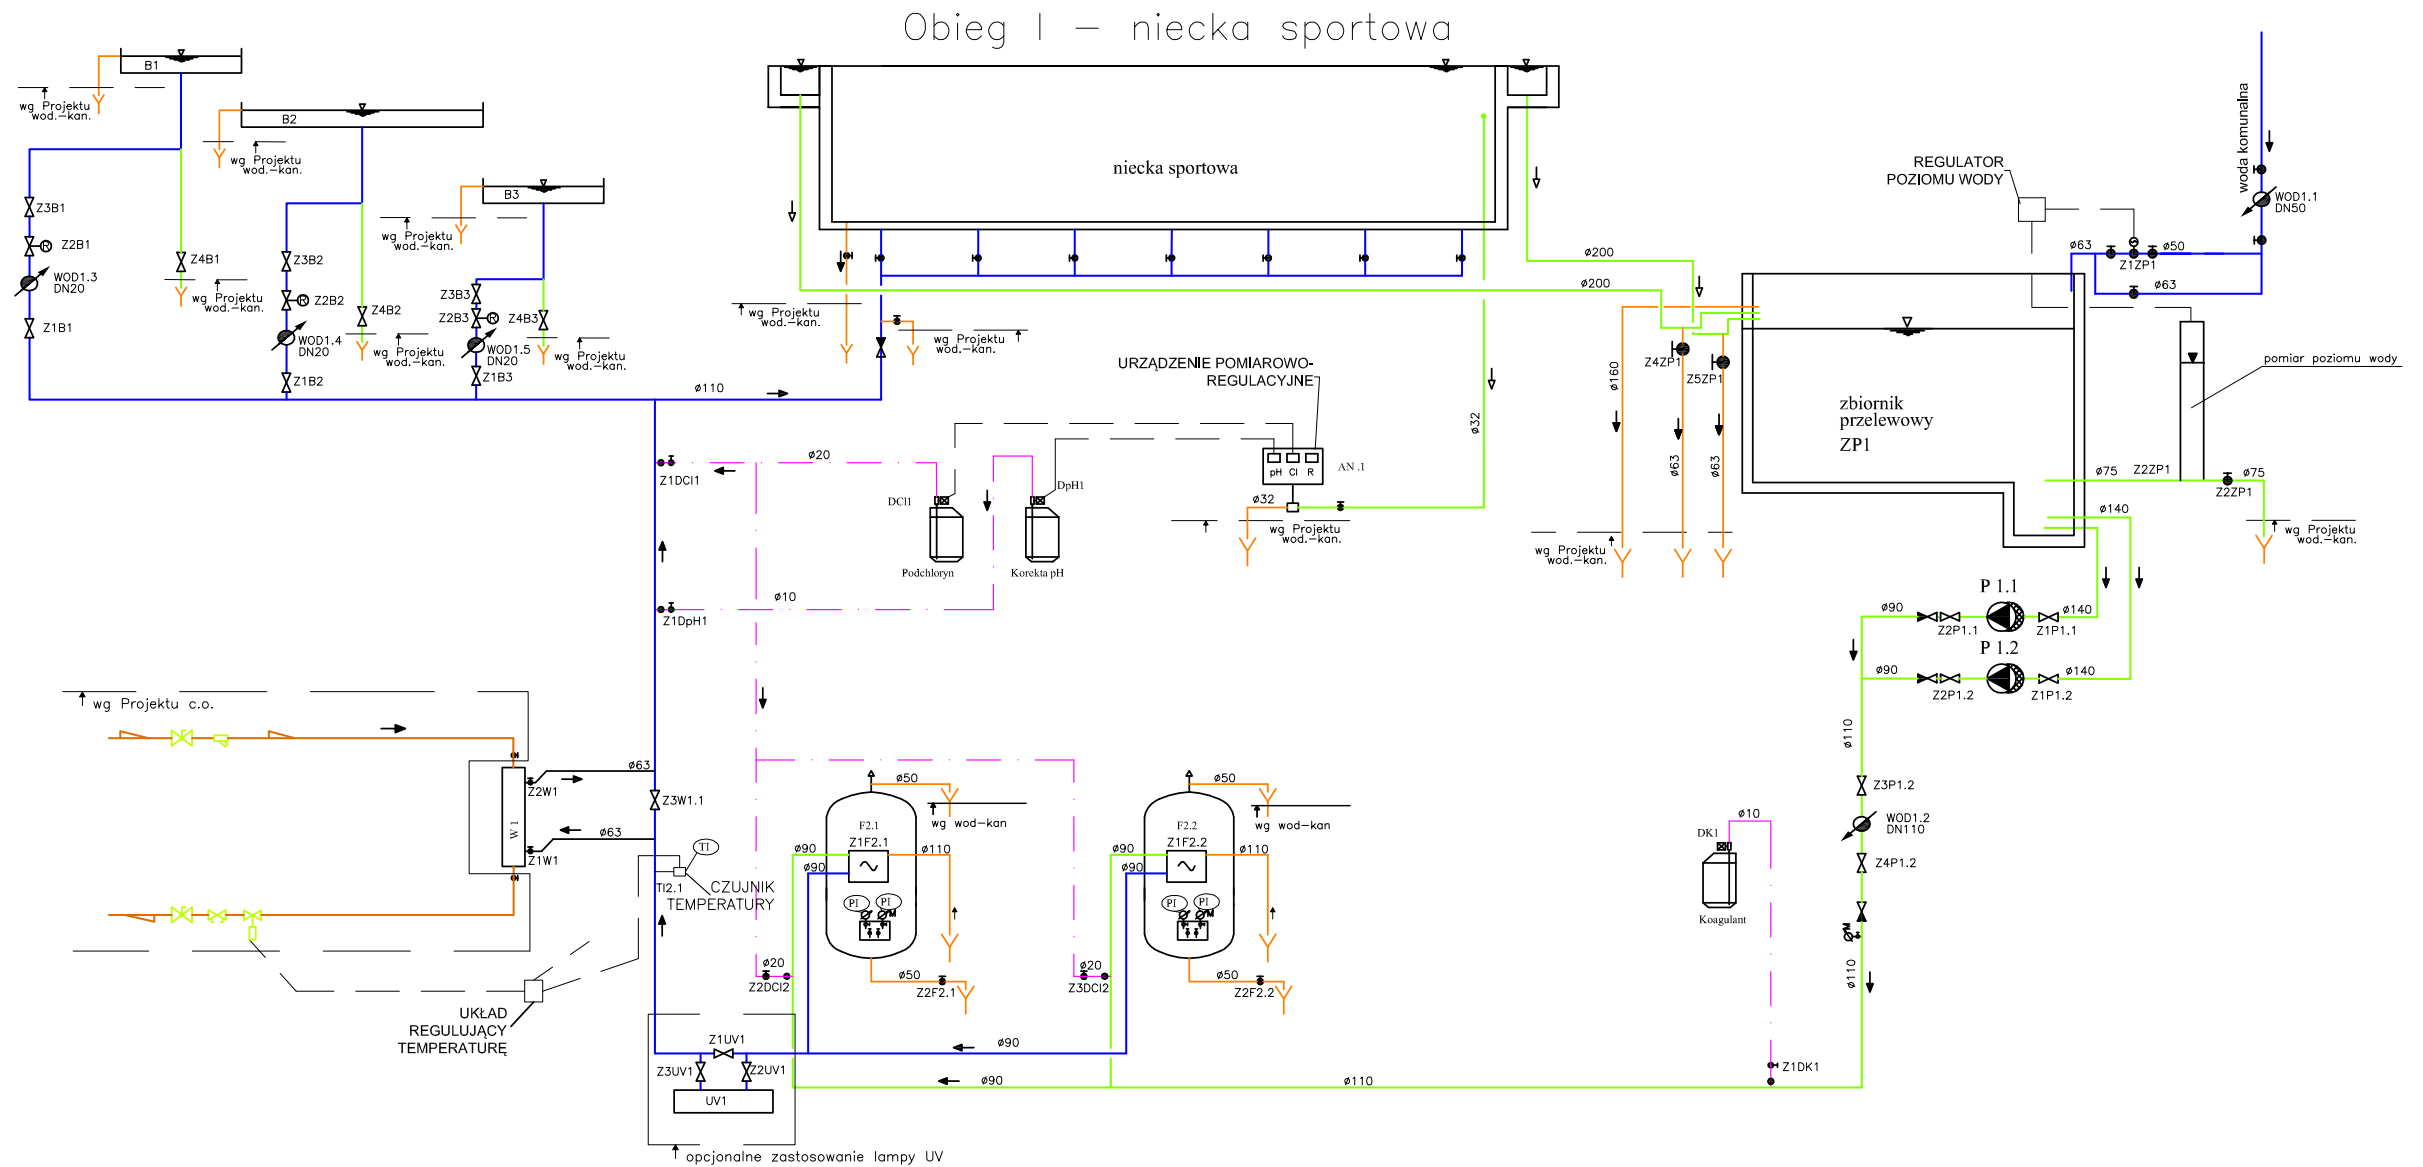 Obieg I – niecka sportowa
B1
wg Projektu
wod.-kan.
B2
wg Projektu
wod.-kan.
B3
wg Projektu
wod.-kan.
Z3B1
Z2B1
R
WOD1.3
DN20
Z1B1
Z4B1
wg Projektu
wod.-kan.
Z3B2
Z2B2
R
WOD1.4
DN20
Z1B2
Z4B2
wg Projektu
wod.-kan.
Z3B3
Z2B3
R
WOD1.5
DN20
Z1B3
Z4B3
wg Projektu
wod.-kan.
ø110
niecka sportowa
wg Projektu
wod.-kan.
wg Projektu
wod.-kan.
ø200
ø200
REGULATOR
POZIOMU WODY
woda komunalna
WOD1.1
DN50
ø63
ø50
Z1ZP1
ø63
pomiar poziomu wody
Z4ZP1
Z5ZP1
ø160
ø63
ø63
zbiornik
przelewowy
ZP1
ø75
Z2ZP1
ø75
Z2ZP1
wg Projektu
wod.-kan.
wg Projektu
wod.-kan.
ø140
URZĄDZENIE POMIAROWO-
REGULACYJNE
pH Cl R
AN .1
ø32
ø32
wg Projektu
wod.-kan.
ø20
Z1DCl1
DCl1
DpH1
Podchloryn
Korekta pH
ø10
Z1DpH1
P 1.1
ø90
Z2P1.1
Z1P1.1
ø140
P 1.2
ø90
Z2P1.2
Z1P1.2
ø140
ø110
Z3P1.2
WOD1.2
DN110
Z4P1.2
M
ø110
wg Projektu c.o.
W 1
Z2W1
ø63
Z3W1.1
ø63
Z1W1
TI
TI2.1
CZUJNIK
TEMPERATURY
UKŁAD
REGULUJĄCY
TEMPERATURĘ
ø50
wg wod-kan
F2.1
Z1F2.1
ø90
ø90
ø110
PI
PI
M
ø20
Z2DCl2
ø50
Z2F2.1
ø50
wg wod-kan
F2.2
Z1F2.2
ø90
ø90
ø110
PI
PI
M
ø20
Z3DCl2
ø50
Z2F2.2
DK1
ø10
Koagulant
Z1DK1
Z1UV1
Z3UV1
Z2UV1
UV1
ø90
ø90
ø110
opcjonalne zastosowanie lampy UV